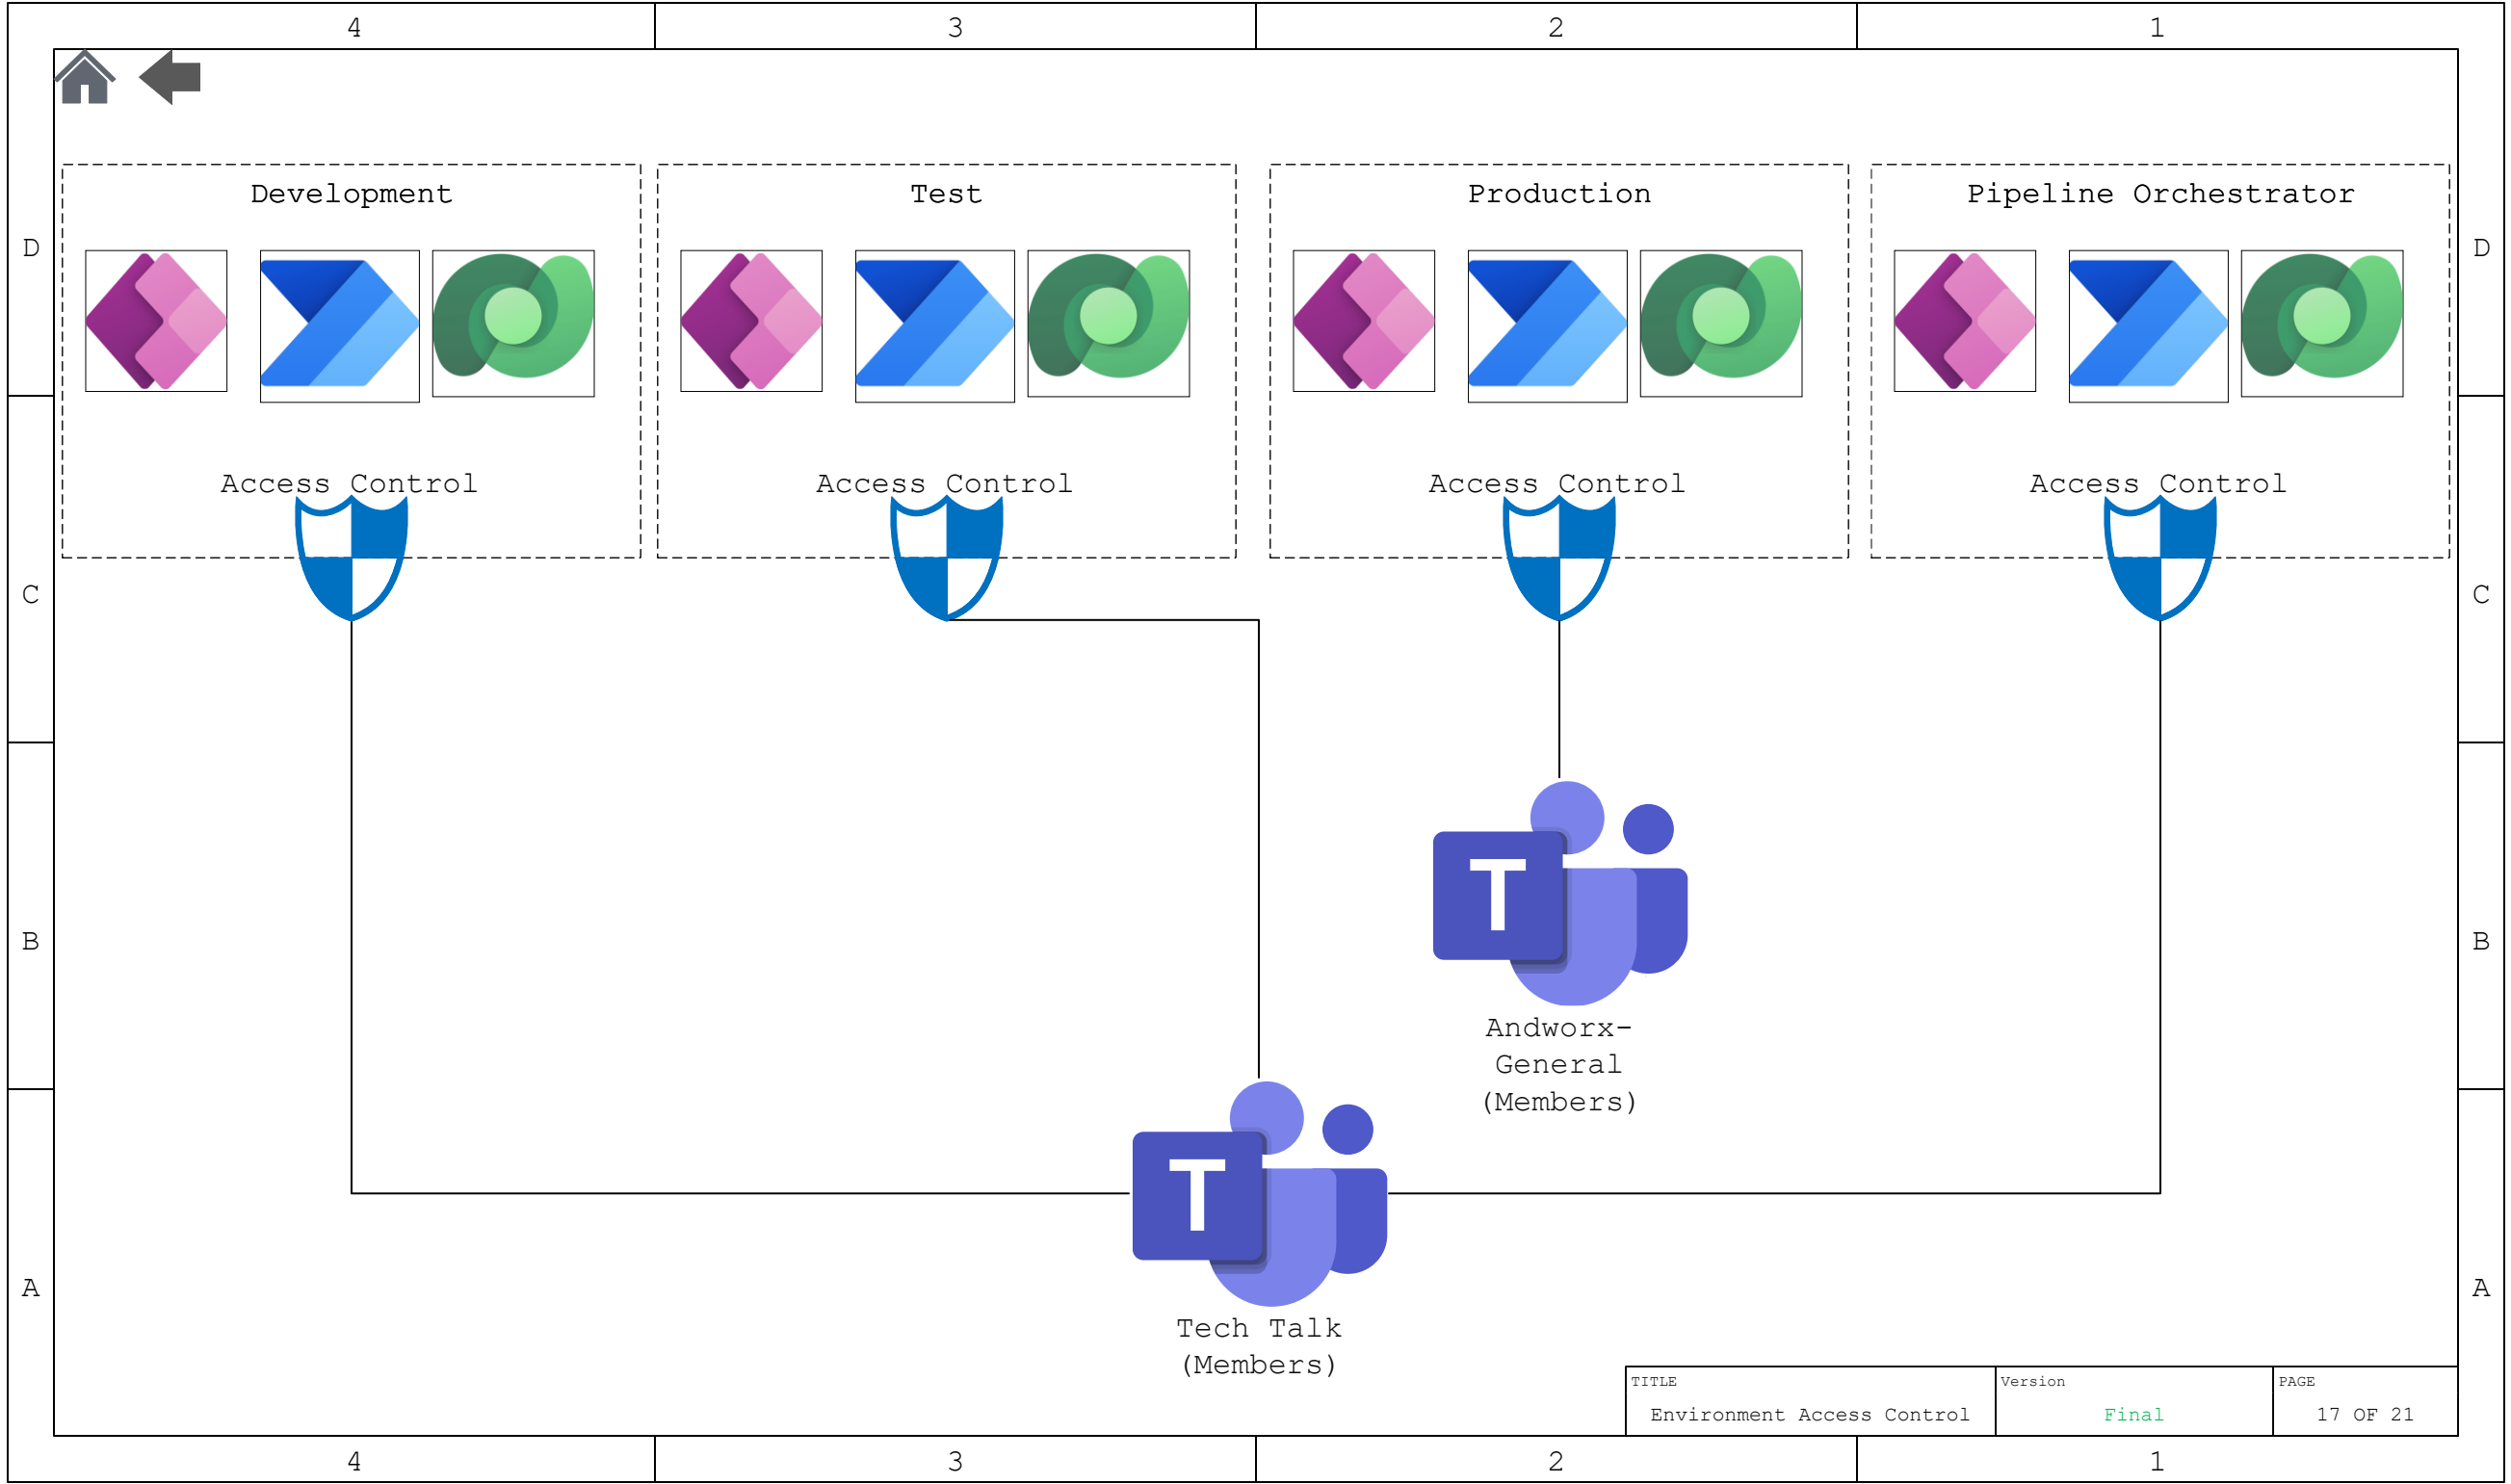 4 3 2 1
Development Test Production Pipeline Orchestrator
D D
Access Control Access Control Access Control Access Control
C C
T
B B
Andworx-
General
(Members)
T
A A
Tech Talk
(Members)
TITLE Version PAGE
Environment Access Control Final 17 OF 21
4 3 2 1